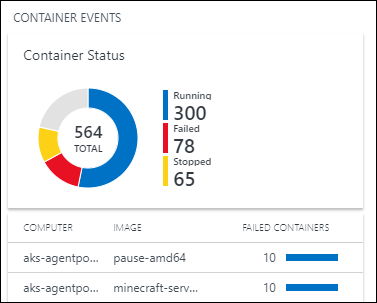 CONTAINER EVENTS
Container Status
564
TOTAL
Running
300
Failed
78
Stopped
65
COMPUTER IMAGE FAILED CONTAINERS
aks-agentpo... pause-amd64 10
aks-agentpo... minecraft-serv... 10